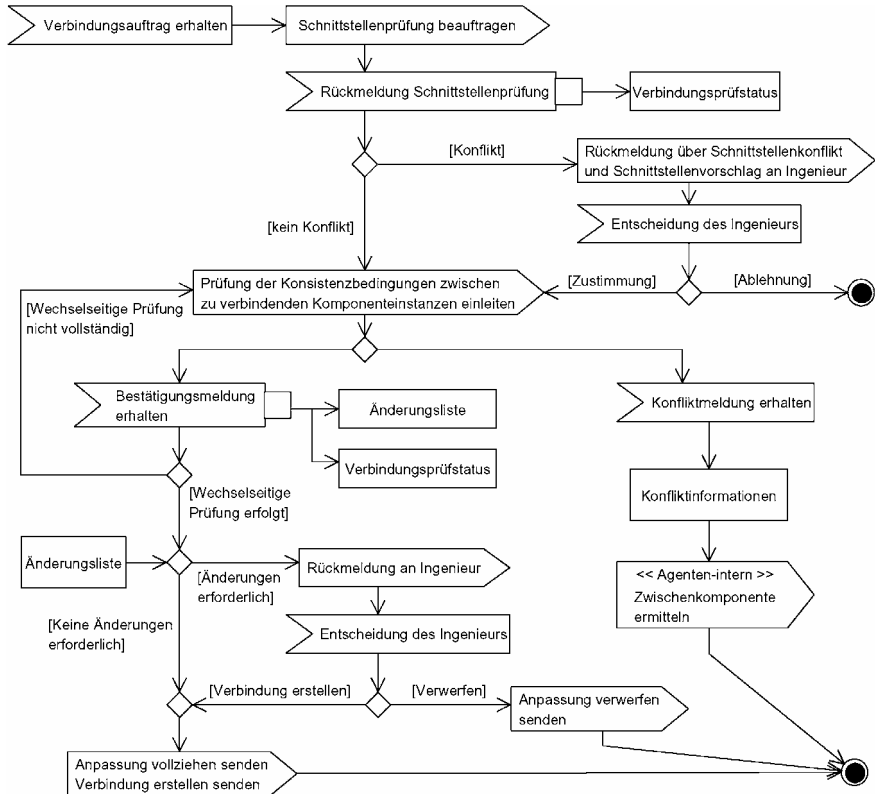 Verbindungsauftrag erhalten
Schnittstellenprüfung beauftragen
Rückmeldung Schnittstellenprüfung
Verbindungsprüfstatus
[Konflikt]
Rückmeldung über Schnittstellenkonflikt
und Schnittstellenvorschlag an Ingenieur
Entscheidung des Ingenieurs
[kein Konflikt]
[Zustimmung]
[Ablehnung]
Prüfung der Konsistenzbedingungen zwischen
zu verbindenden Komponenteinstanzen einleiten
[Wechselseitige Prüfung
nicht vollständig]
Bestätigungsmeldung
erhalten
Änderungsliste
Verbindungsprüfstatus
Konfliktmeldung erhalten
[Wechselseitige
Prüfung erfolgt]
Konfliktinformationen
Änderungsliste
[Änderungen
erforderlich]
Rückmeldung an Ingenieur
<< Agenten-intern >>
Zwischenkomponente
ermitteln
[Keine Änderungen
erforderlich]
Entscheidung des Ingenieurs
[Verbindung erstellen]
[Verwerfen]
Anpassung verwerfen
senden
Anpassung vollziehen senden
Verbindung erstellen senden